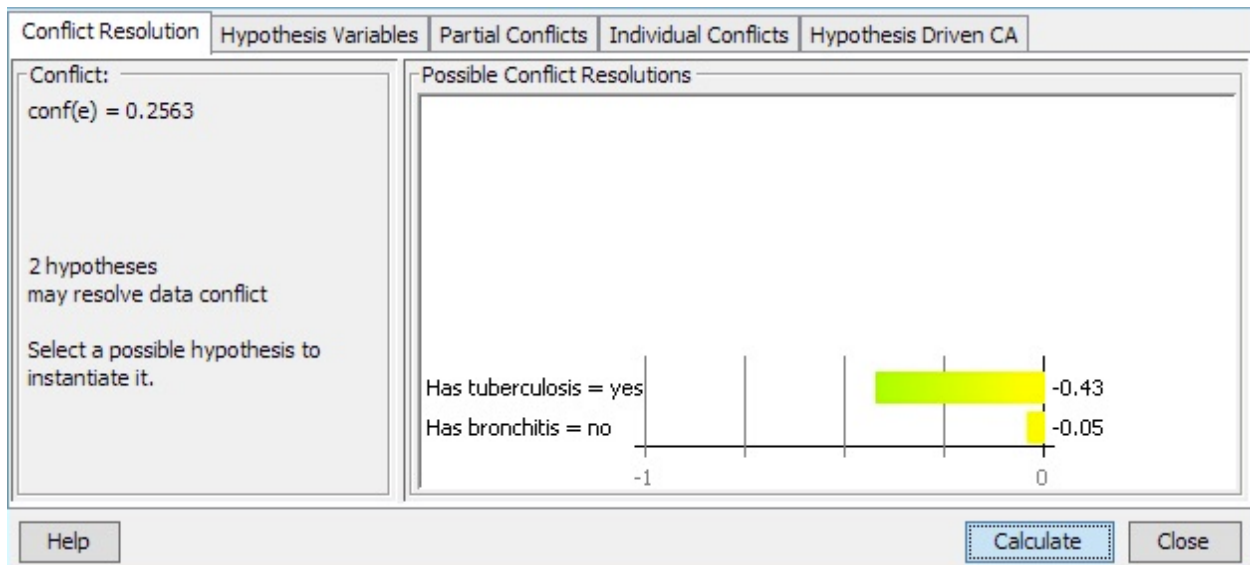 Conflict Resolution
Hypothesis Variables
Partial Conflicts
Individual Conflicts
Hypothesis Driven CA
Conflict:
conf(e) = 0.2563
2 hypotheses
may resolve data conflict
Select a possible hypothesis to
instantiate it.
Possible Conflict Resolutions
Has tuberculosis = yes
-0.43
Has bronchitis = no
-0.05
-1
0
Help
Calculate
Close